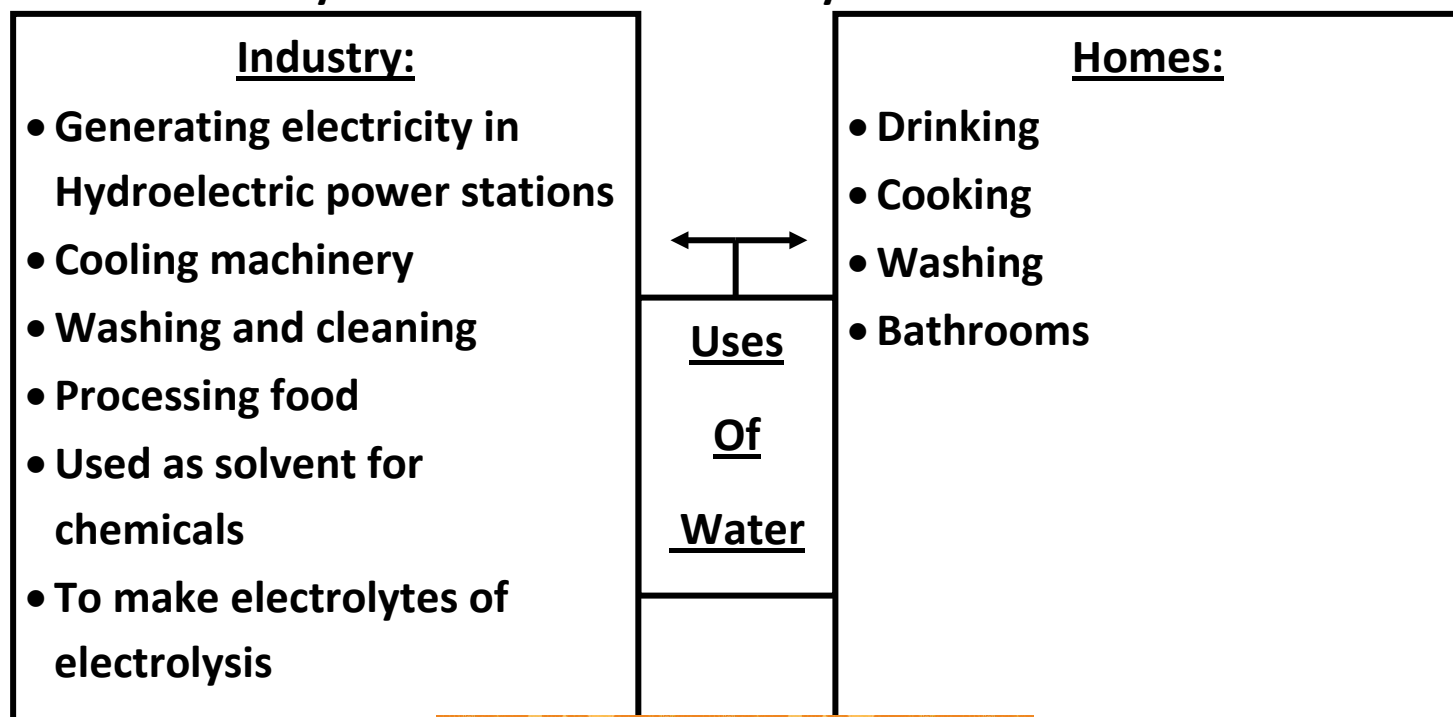 Industry:
• Generating electricity in
Hydroelectric power stations
• Cooling machinery
• Washing and cleaning
• Processing food
• Used as solvent for
chemicals
• To make electrolytes of
electrolysis
Uses
Of
Water
Homes:
• Drinking
• Cooking
• Washing
• Bathrooms